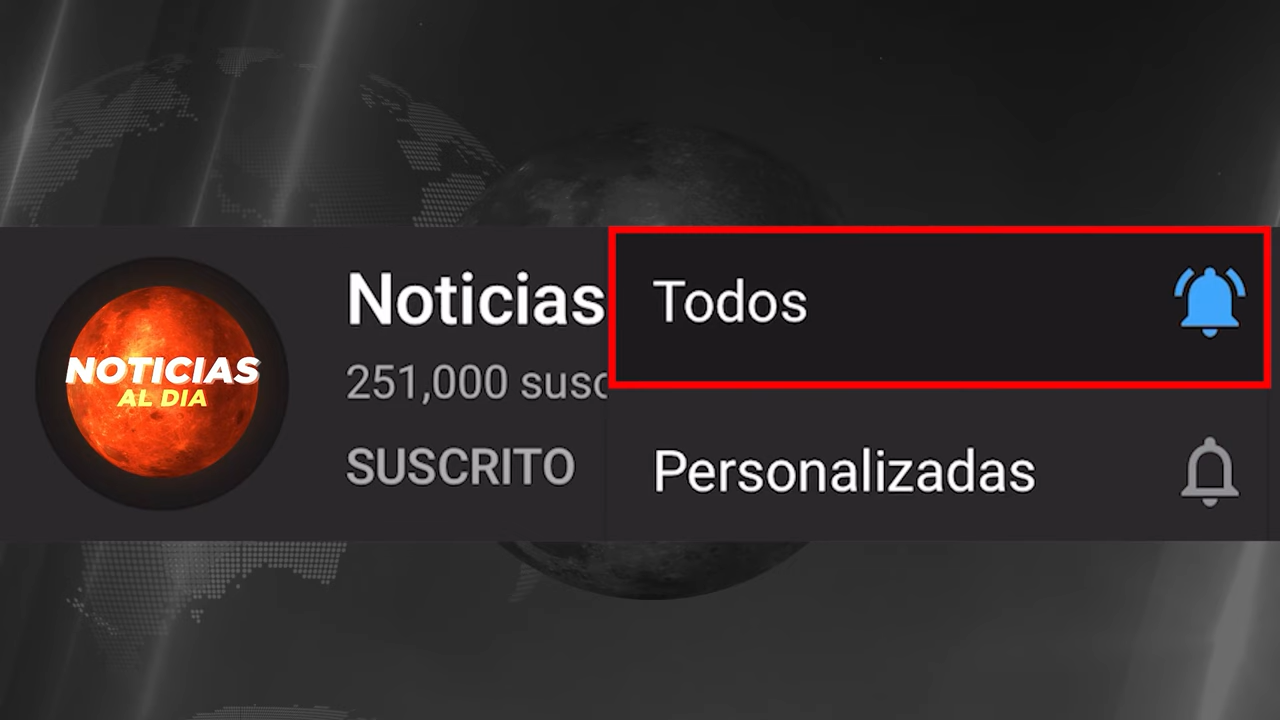 NOTICIAS
AL DIA
Noticias
251,000 susc
SUSCRITO
Todos
Personalizadas